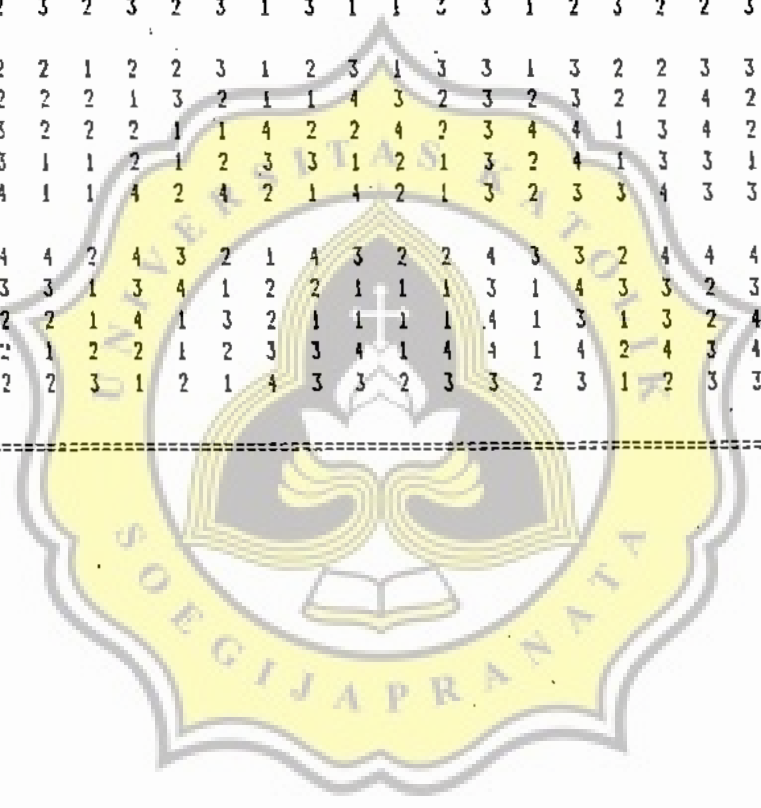 3 2 3 2 3 1 3 1 1 3 3 1 2 3 2 2 3
2 2 1 2 2 3 1 2 3 1 3 3 1 3 2 2 3 3
2 2 2 1 3 2 1 1 4 3 2 3 2 3 2 2 4 2
3 2 2 2 1 1 4 2 2 4 2 3 4 4 1 3 4 2
3 1 1 2 1 2 3 3 1 2 1 3 2 4 1 3 3 1
4 1 1 4 2 4 2 1 4 2 1 3 2 3 3 4 3 3
4 4 2 4 3 2 1 4 3 2 2 4 3 3 2 4 4 4
3 3 1 3 4 1 2 2 1 1 1 3 1 4 3 3 2 3
2 2 1 4 1 3 2 1 1 1 1 4 1 3 1 3 2 4
2 1 2 2 1 2 3 3 4 1 4 4 1 4 2 4 3 4
2 2 3 1 2 1 4 3 3 2 3 3 2 3 1 2 3 3
UNIVERSITAS KATOLIK
SOEGIJAPRANATA